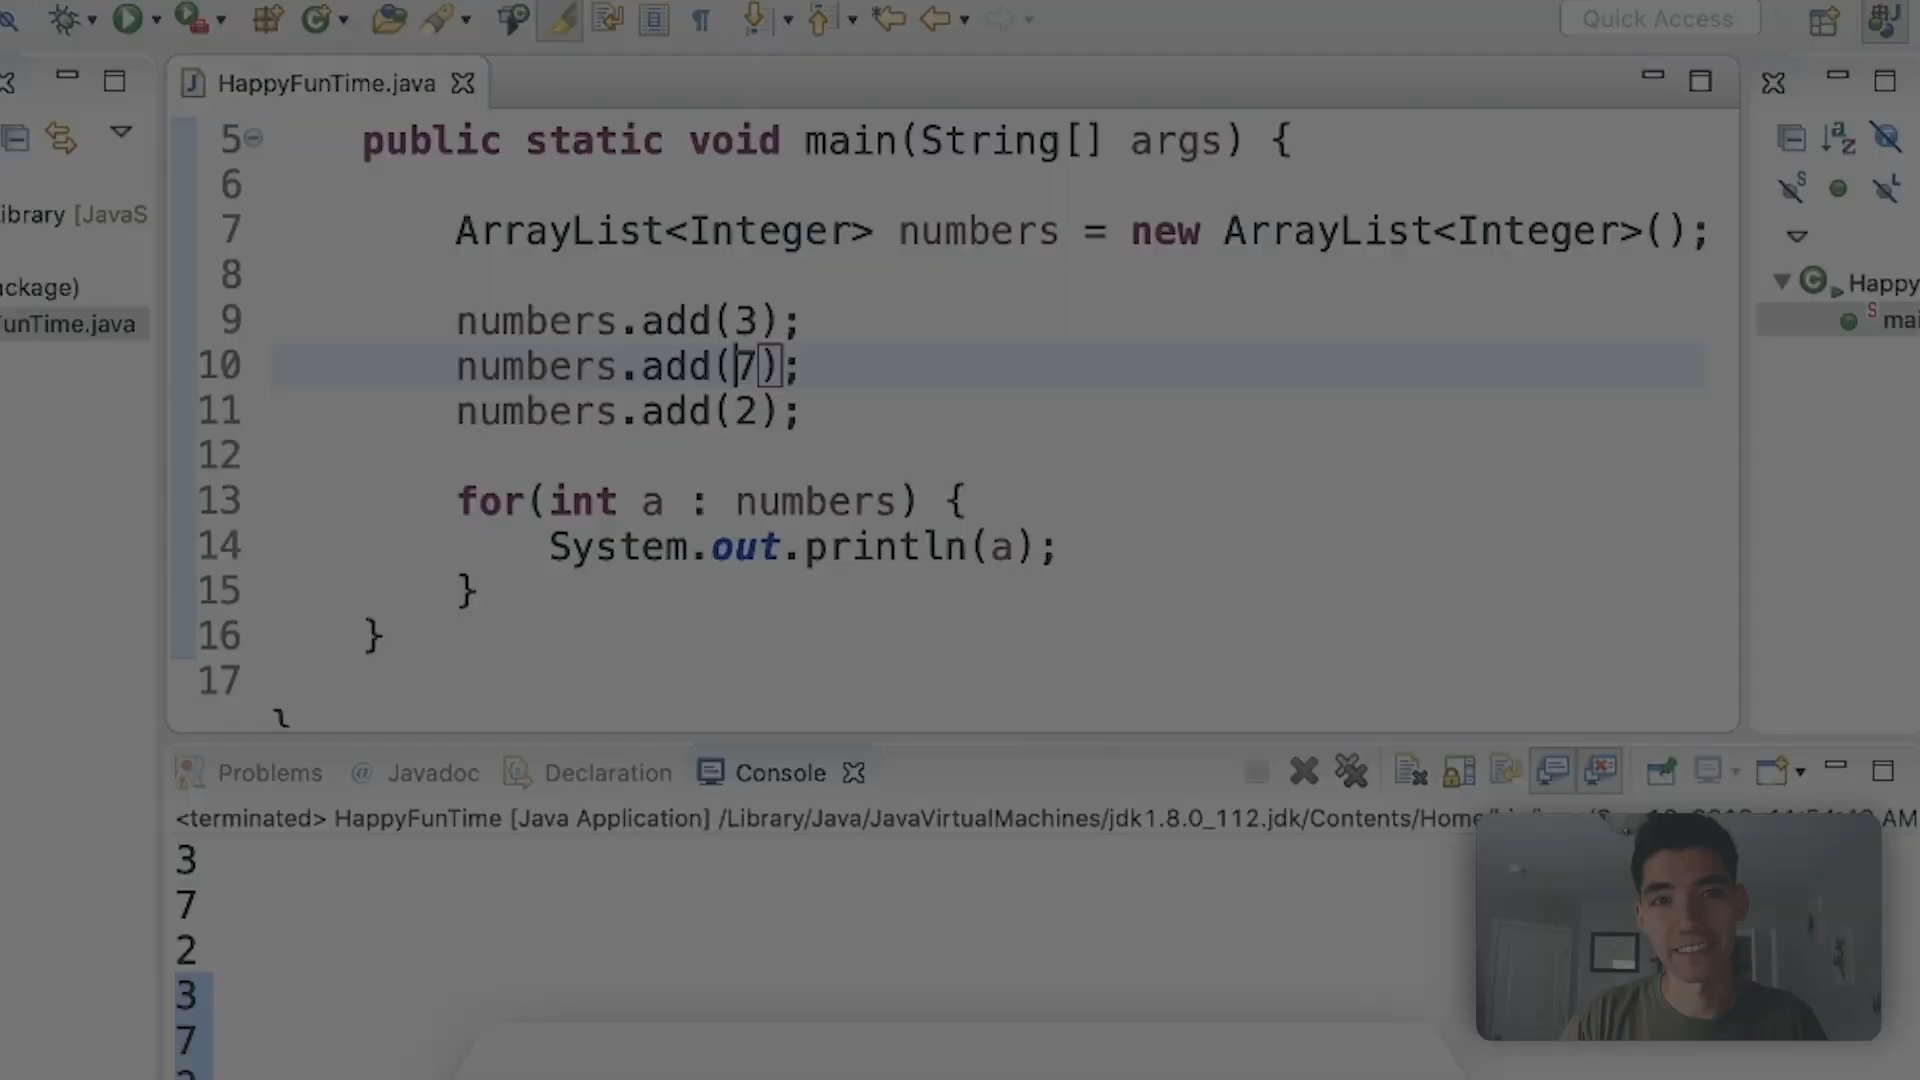 Quick Access
HappyFunTime.java
5 public static void main(String[] args) {
6
7 ArrayList<Integer> numbers = new ArrayList<Integer>();
8
9 numbers.add(3);
10 numbers.add(7);
11 numbers.add(2);
12
13 for(int a : numbers) {
14 System.out.println(a);
15 }
16 }
17
}
ibrary [JavaS
ackage)
unTime.java
Happy
mai
Problems @ Javadoc Declaration Console
<terminated> HappyFunTime [Java Application] /Library/Java/JavaVirtualMachines/jdk1.8.0_112.jdk/Contents/Home AM
3
7
2
3
7